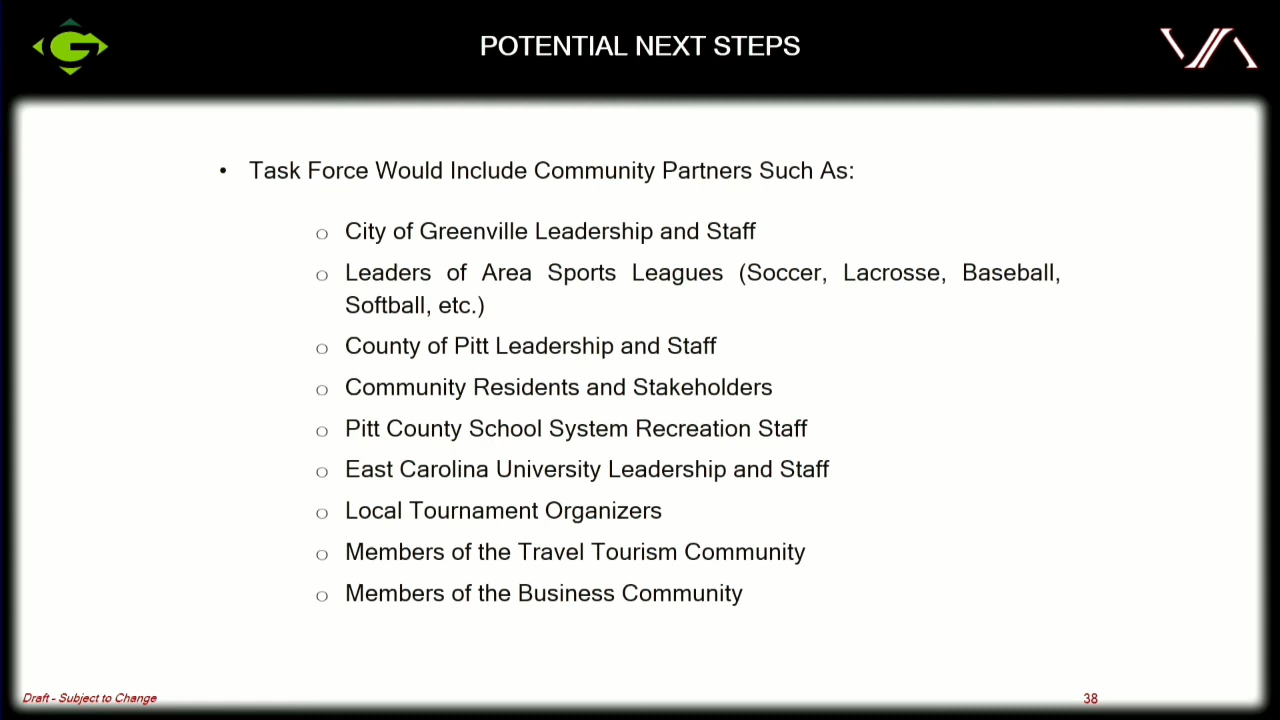 POTENTIAL NEXT STEPS
• Task Force Would Include Community Partners Such As:
o City of Greenville Leadership and Staff
o Leaders of Area Sports Leagues (Soccer, Lacrosse, Baseball,
Softball, etc.)
o County of Pitt Leadership and Staff
o Community Residents and Stakeholders
o Pitt County School System Recreation Staff
o East Carolina University Leadership and Staff
o Local Tournament Organizers
o Members of the Travel Tourism Community
o Members of the Business Community
Draft - Subject to Change
38